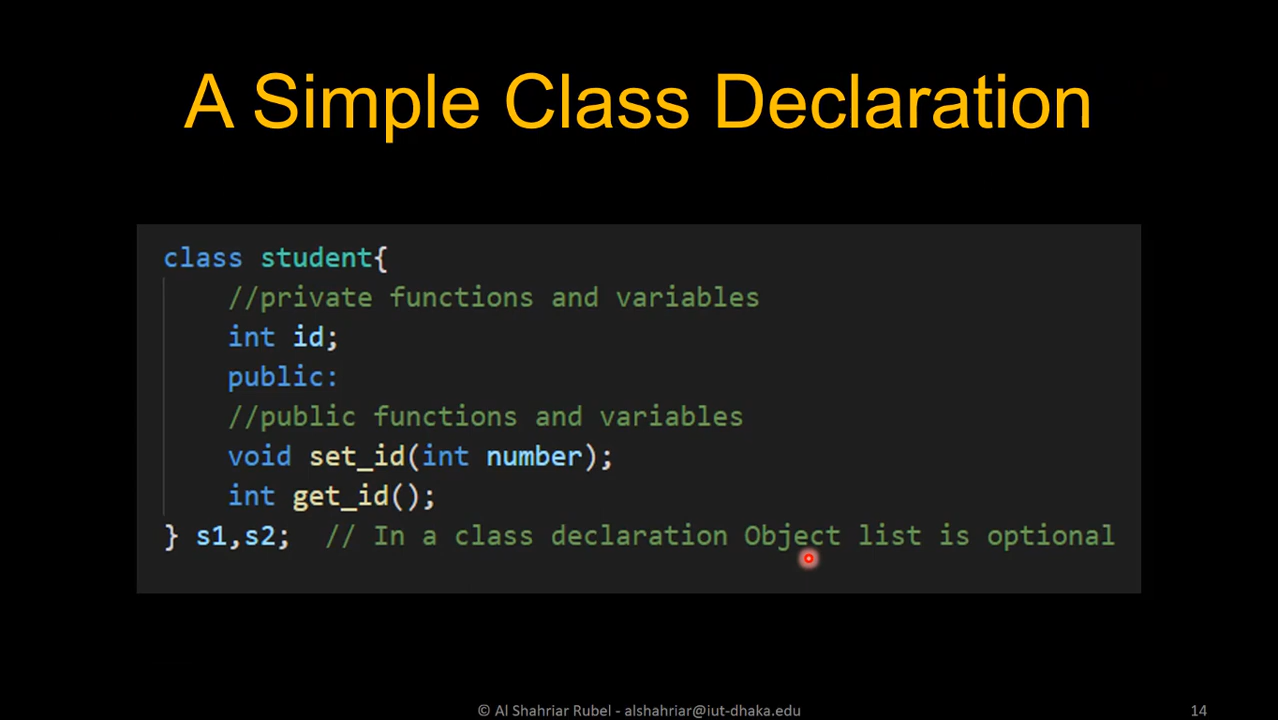 A Simple Class Declaration
class student{
//private functions and variables
int id;
public:
//public functions and variables
void set_id(int number);
int get_id();
} s1,s2;  // In a class declaration Object list is optional
© Al Shahriar Rubel - alshahriar@iut-dhaka.edu
14